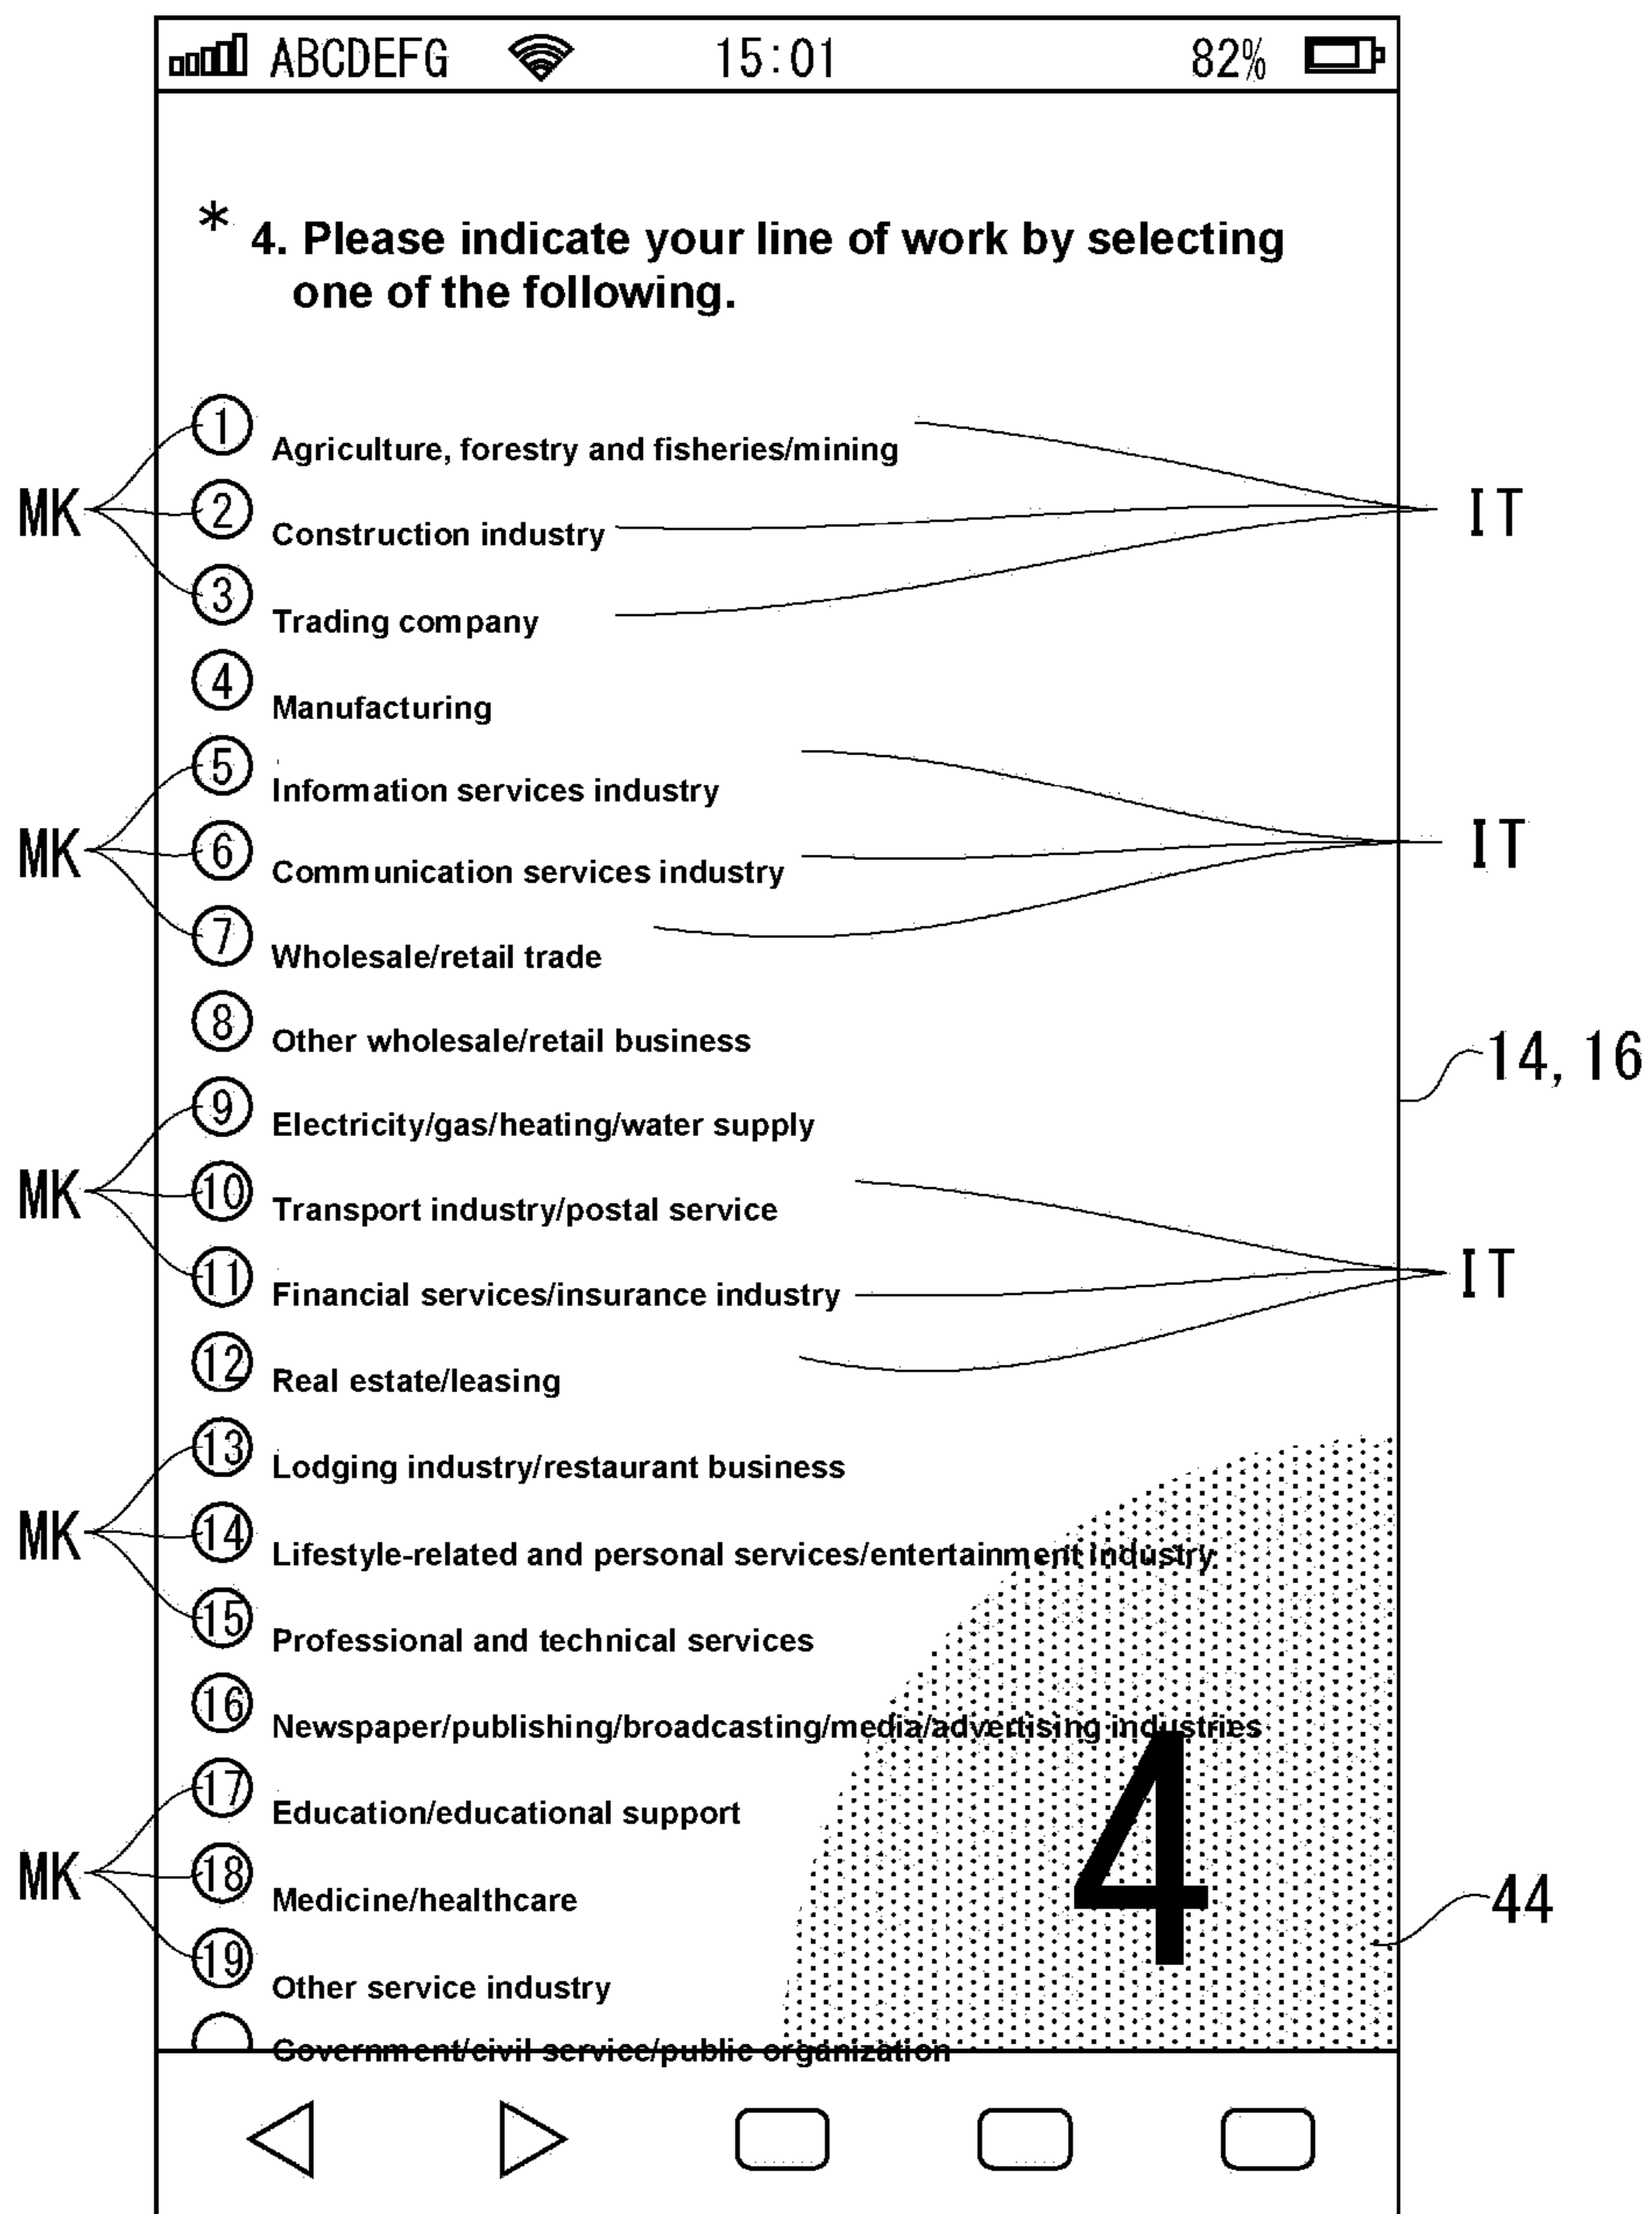 ABCDEFG 15:01 82%
* 4. Please indicate your line of work by selecting
one of the following.
1 Agriculture, forestry and fisheries/mining
MK 2 Construction industry IT
3 Trading company
4 Manufacturing
5 Information services industry
MK 6 Communication services industry IT
7 Wholesale/retail trade
8 Other wholesale/retail business
14, 16
9 Electricity/gas/heating/water supply
MK 10 Transport industry/postal service
11 Financial services/insurance industry IT
12 Real estate/leasing
13 Lodging industry/restaurant business
MK 14 Lifestyle-related and personal services/entertainment industry
15 Professional and technical services
16 Newspaper/publishing/broadcasting/media/advertising industries
17 Education/educational support
4
MK 18 Medicine/healthcare 44
19 Other service industry
Government/civil service/public organization